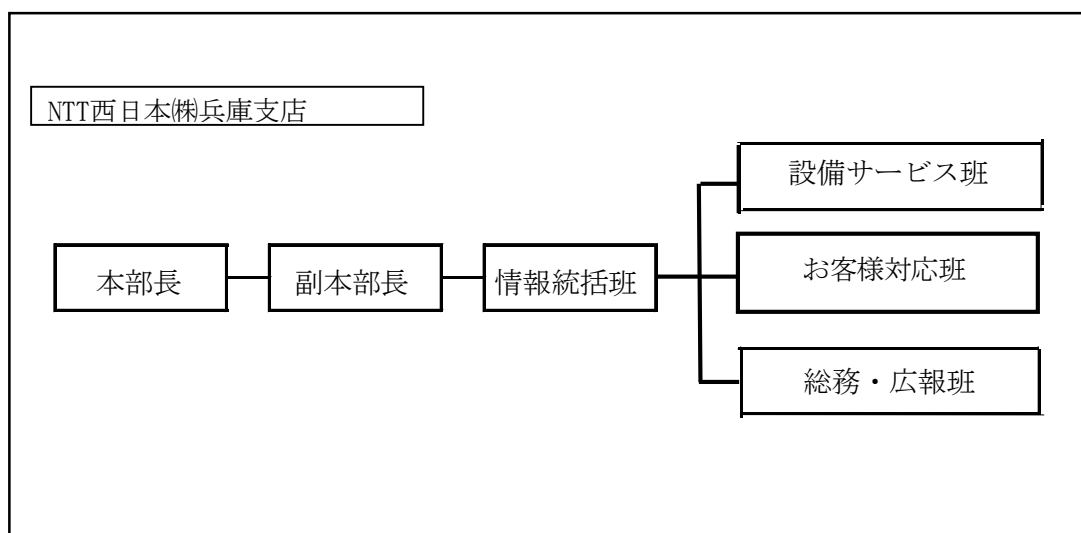 NTT西日本㈱兵庫支店
設備サービス班
本部長
副本部長
情報統括班
お客様対応班
総務・広報班